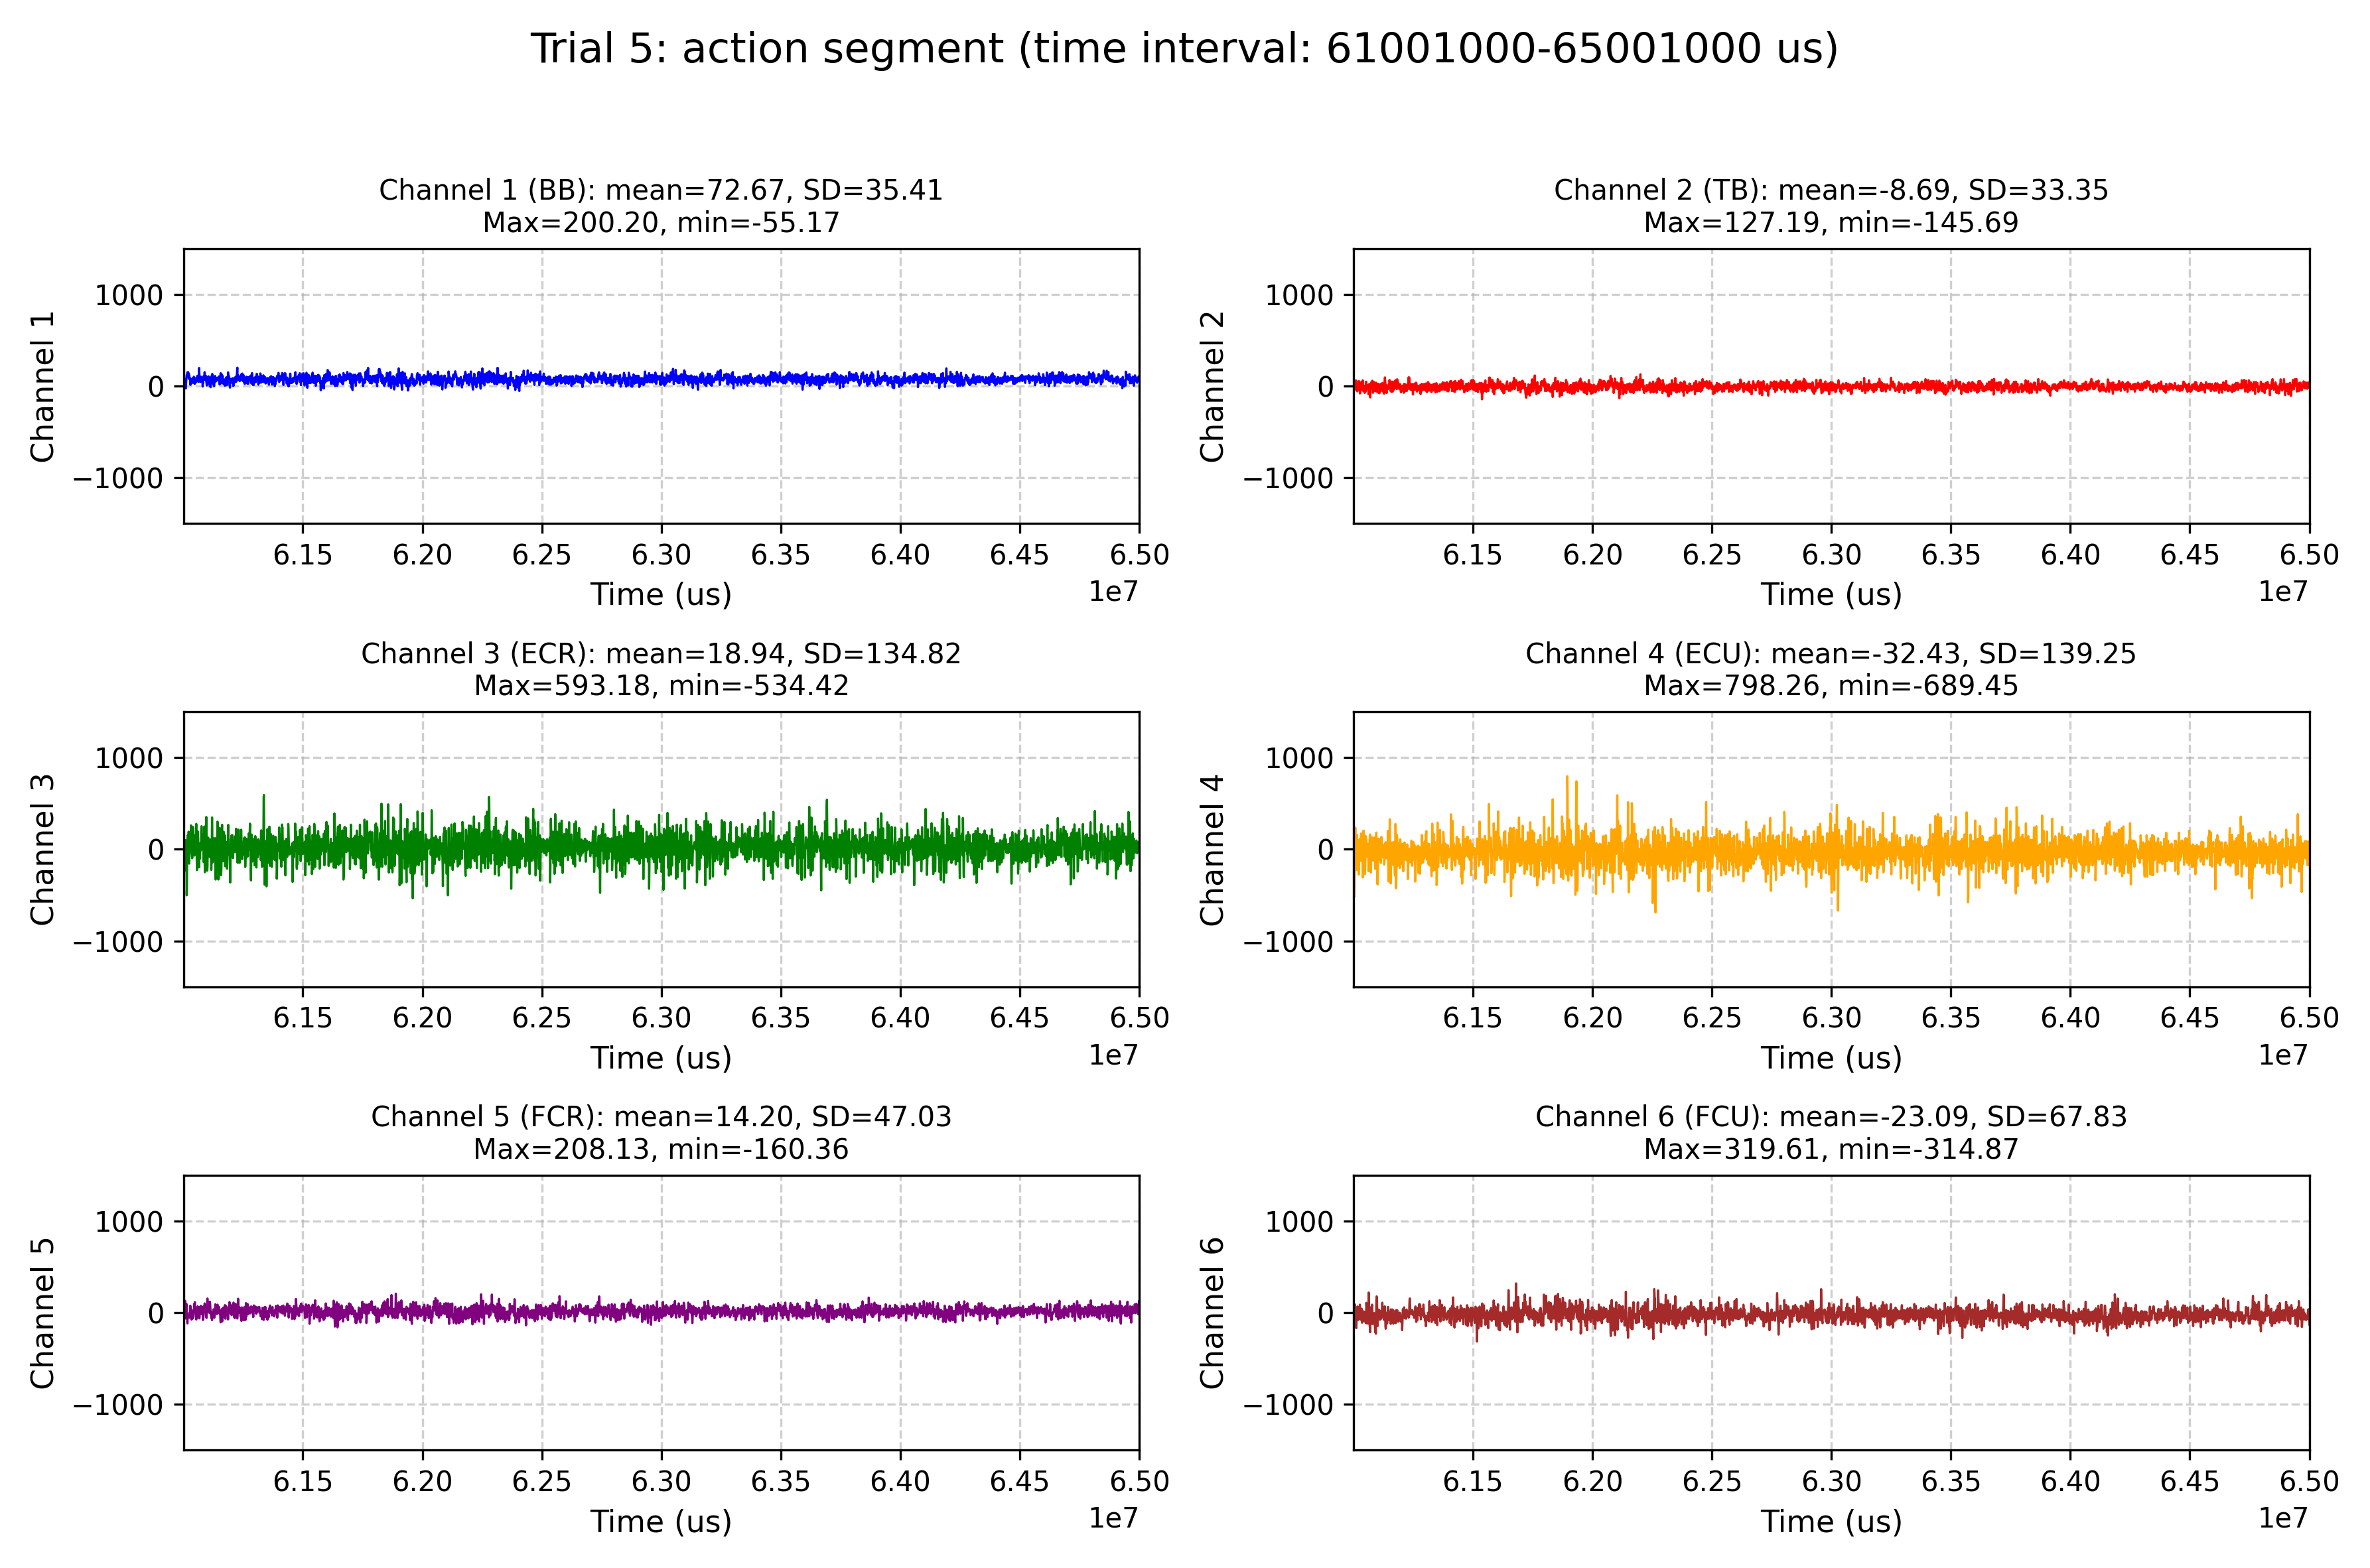 Trial 5: action segment (time interval: 61001000-65001000 us)
Channel 1 (BB): mean=72.67, SD=35.41
Max=200.20, min=-55.17
Channel 1
1000
0
−1000
6.15 6.20 6.25 6.30 6.35 6.40 6.45 6.50
Time (us)
1e7
Channel 2 (TB): mean=-8.69, SD=33.35
Max=127.19, min=-145.69
Channel 2
1000
0
−1000
6.15 6.20 6.25 6.30 6.35 6.40 6.45 6.50
Time (us)
1e7
Channel 3 (ECR): mean=18.94, SD=134.82
Max=593.18, min=-534.42
Channel 3
1000
0
−1000
6.15 6.20 6.25 6.30 6.35 6.40 6.45 6.50
Time (us)
1e7
Channel 4 (ECU): mean=-32.43, SD=139.25
Max=798.26, min=-689.45
Channel 4
1000
0
−1000
6.15 6.20 6.25 6.30 6.35 6.40 6.45 6.50
Time (us)
1e7
Channel 5 (FCR): mean=14.20, SD=47.03
Max=208.13, min=-160.36
Channel 5
1000
0
−1000
6.15 6.20 6.25 6.30 6.35 6.40 6.45 6.50
Time (us)
1e7
Channel 6 (FCU): mean=-23.09, SD=67.83
Max=319.61, min=-314.87
Channel 6
1000
0
−1000
6.15 6.20 6.25 6.30 6.35 6.40 6.45 6.50
Time (us)
1e7